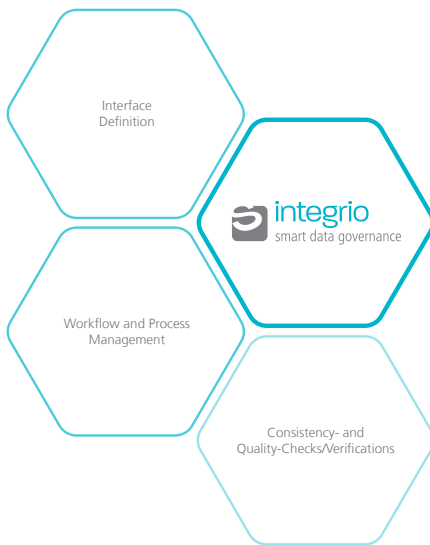 Interface
Definition
integrio
smart data governance
Workflow and Process
Management
Consistency- and
Quality-Checks/Verifications